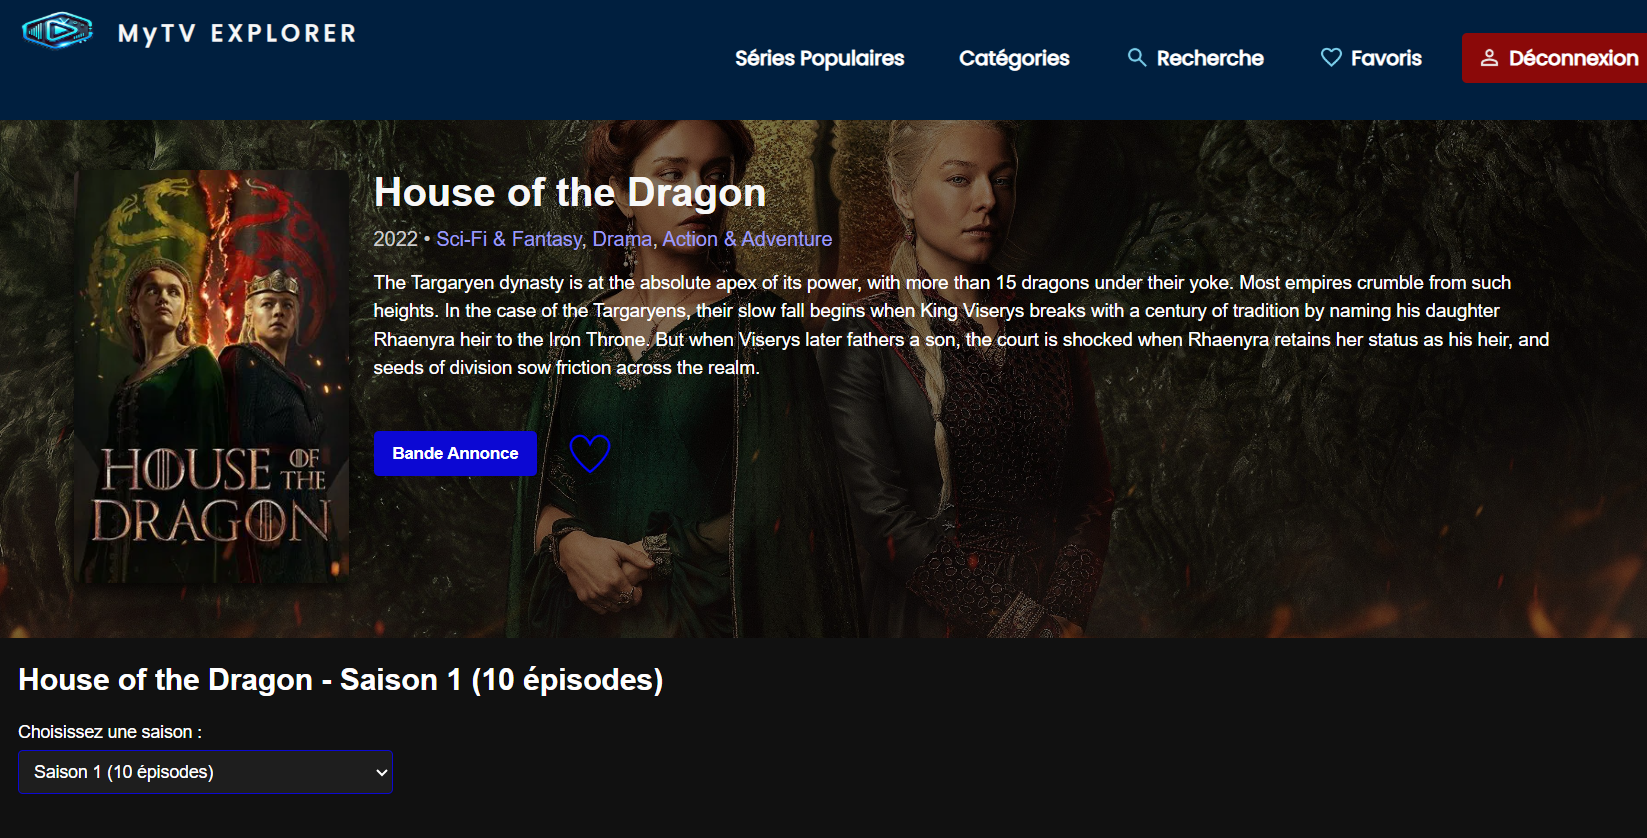 MyTV EXPLORER
Séries Populaires
Catégories
Recherche
Favoris
Déconnexion
HOUSE OF THE DRAGON
House of the Dragon
2022 • Sci-Fi & Fantasy, Drama, Action & Adventure
The Targaryen dynasty is at the absolute apex of its power, with more than 15 dragons under their yoke. Most empires crumble from such
heights. In the case of the Targaryens, their slow fall begins when King Viserys breaks with a century of tradition by naming his daughter
Rhaenyra heir to the Iron Throne. But when Viserys later fathers a son, the court is shocked when Rhaenyra retains her status as his heir, and
seeds of division sow friction across the realm.
Bande Annonce
House of the Dragon - Saison 1 (10 épisodes)
Choisissez une saison :
Saison 1 (10 épisodes)